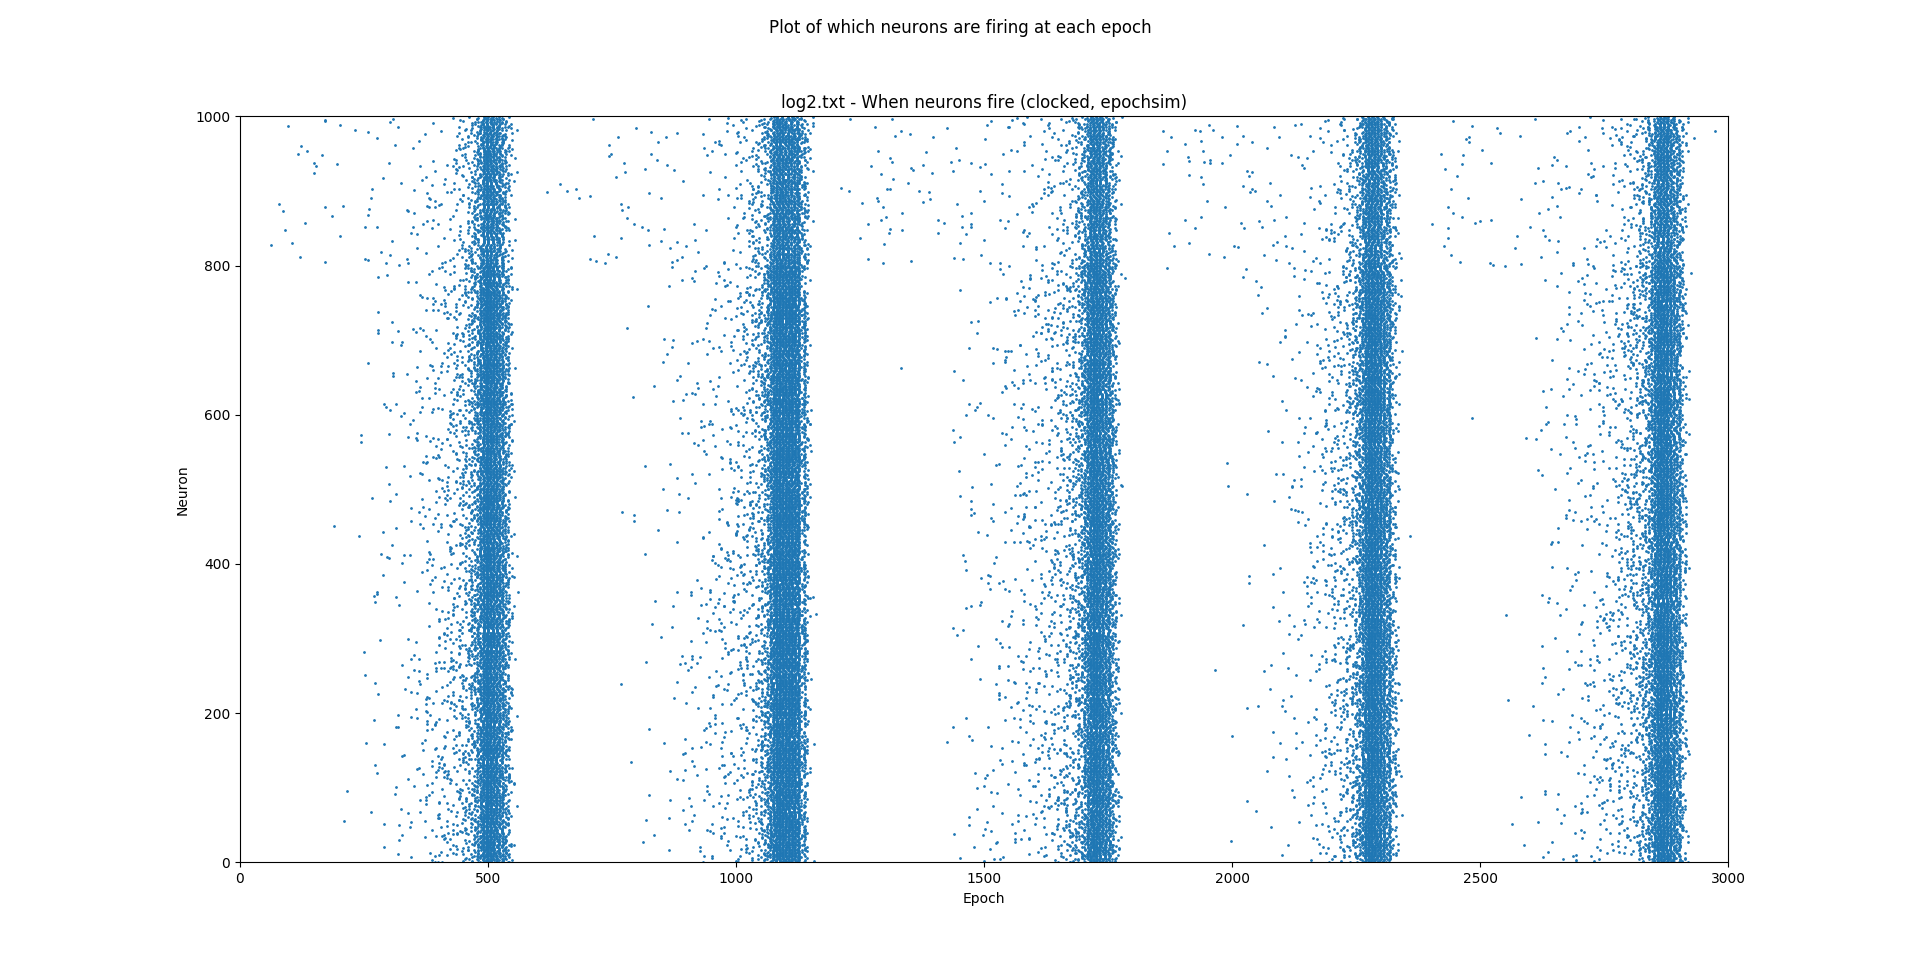 Plot of which neurons are firing at each epoch
log2.txt - When neurons fire (clocked, epochsim)
1000
800
600
400
200
0
Neuron
0 500 1000 1500 2000 2500 3000
Epoch